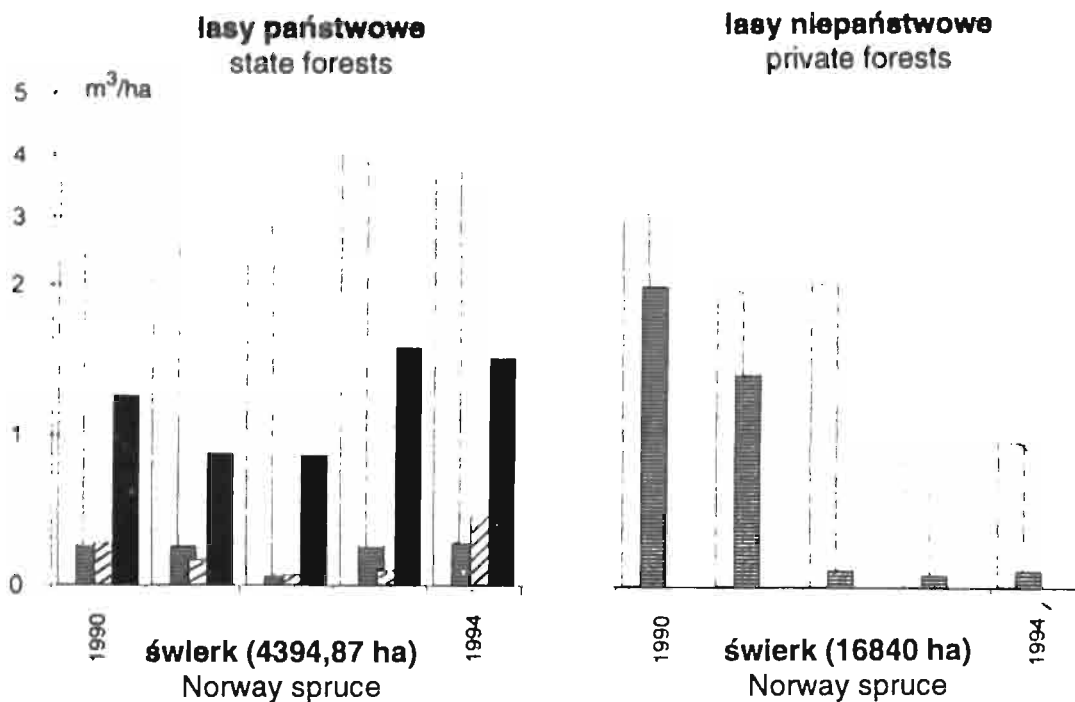 lasy państwowe
state forests
lasy niepaństwowe
private forests
m³/ha
5
4
3
2
1
0
1990
1994
świerk (4394,87 ha)
Norway spruce
1990
1994
świerk (16840 ha)
Norway spruce